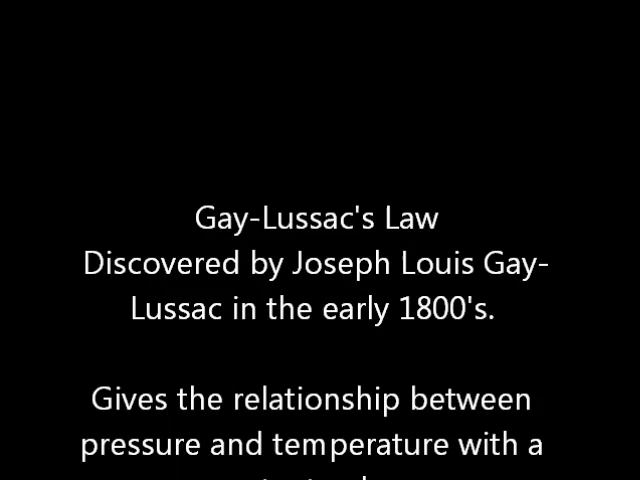 Gay-Lussac's Law
Discovered by Joseph Louis Gay-
Lussac in the early 1800's.
Gives the relationship between
pressure and temperature with a